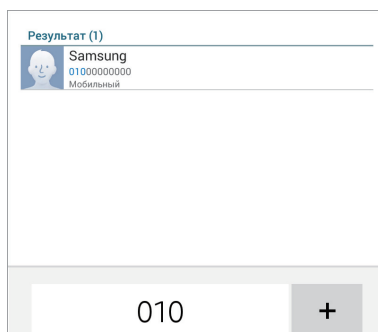 Результат (1)
Samsung
01000000000
Мобильный
010
+